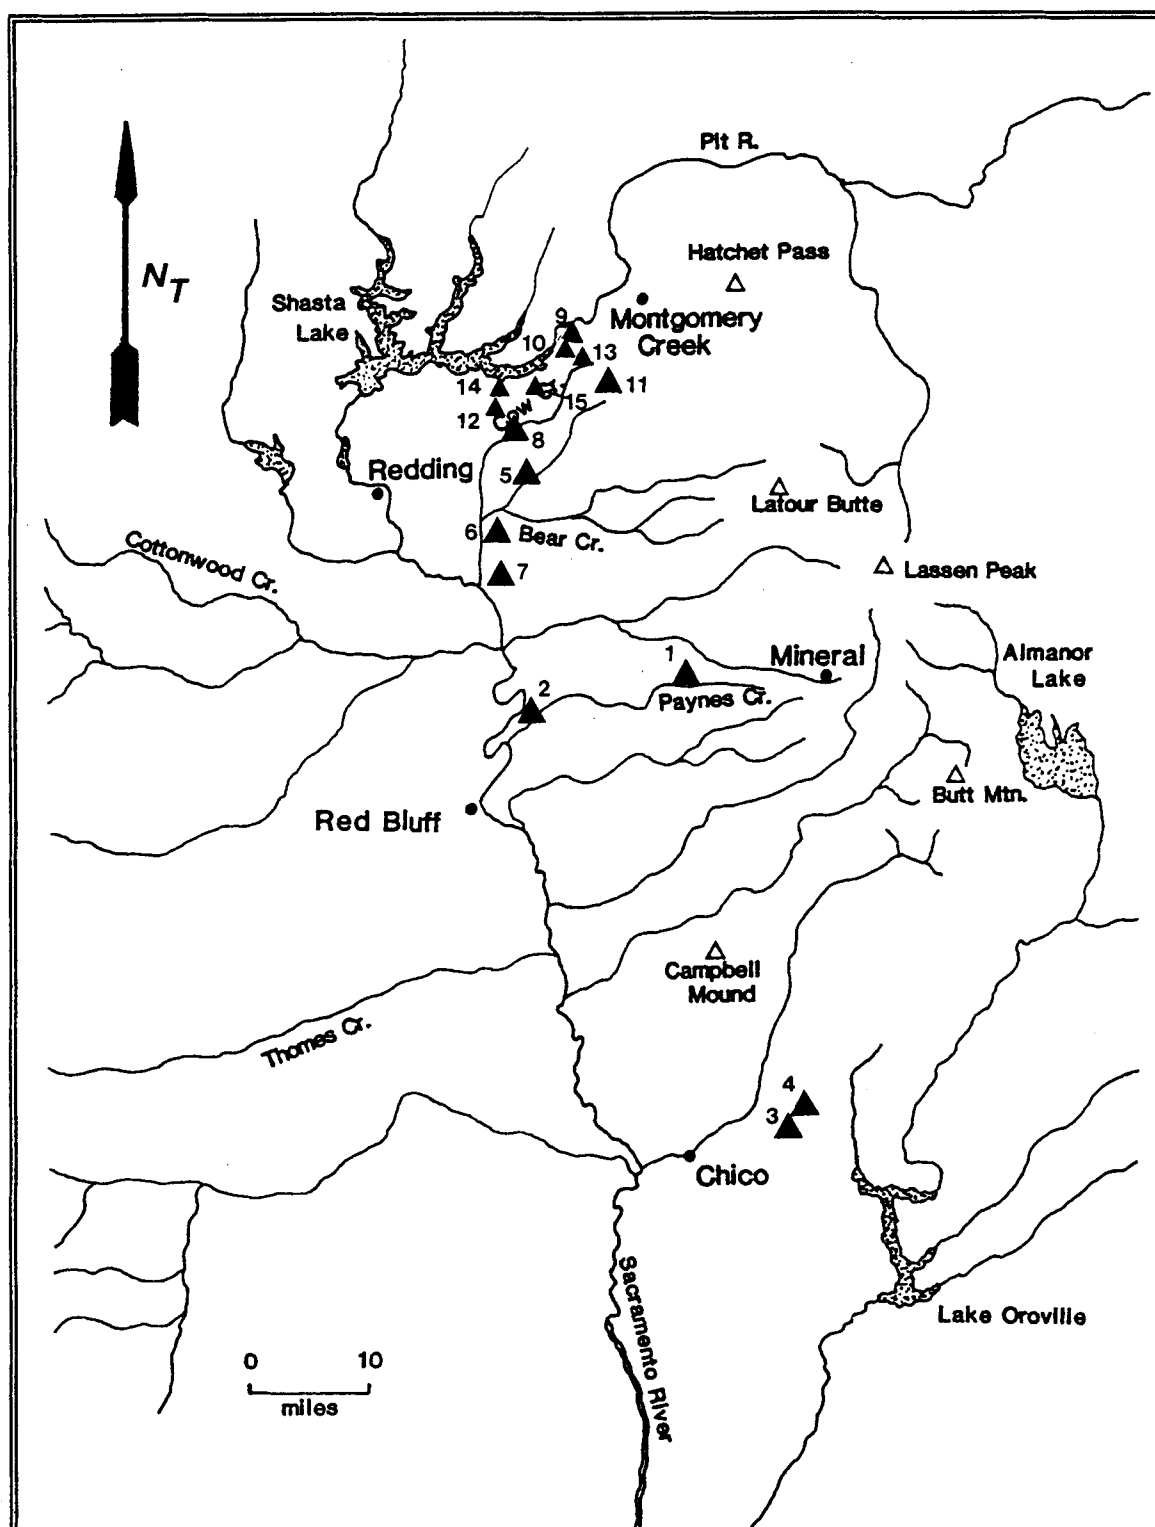 Pit R.
N T
Hatchet Pass
Shasta
Lake
Montgomery
Creek
9
10
13
11
14
15
12
Cow Cr.
8
Redding
5
Latour Butte
6
Bear Cr.
Cottonwood Cr.
7
Lassen Peak
1
Mineral
Almanor
Lake
Paynes Cr.
2
Butt Mtn.
Red Bluff
Campbell
Mound
Thomes Cr.
4
3
Chico
Sacramento River
Lake Oroville
0 10
miles